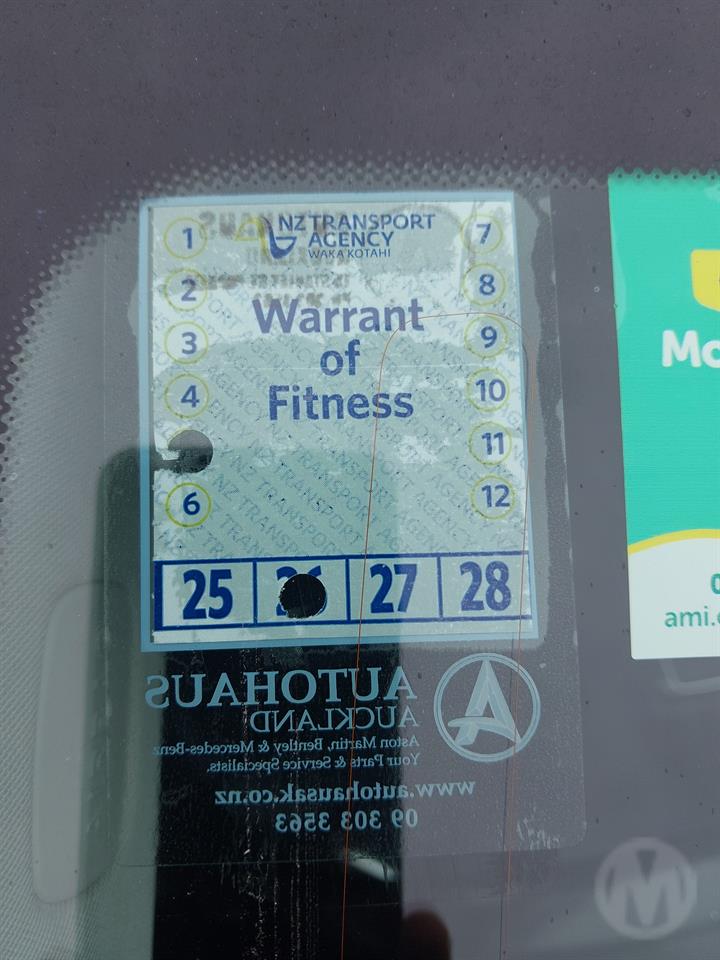 NZ TRANSPORT
AGENCY
WAKA KOTAHI
1
2
3
4
6
7
8
9
10
11
12
Warrant
of
Fitness
25 27 28
AUTOHAUS
AUCKLAND
Aston Martin, Bentley & Mercedes-Benz
Your Parts & Service Specialists.
www.autohausak.co.nz
09 303 3563
M